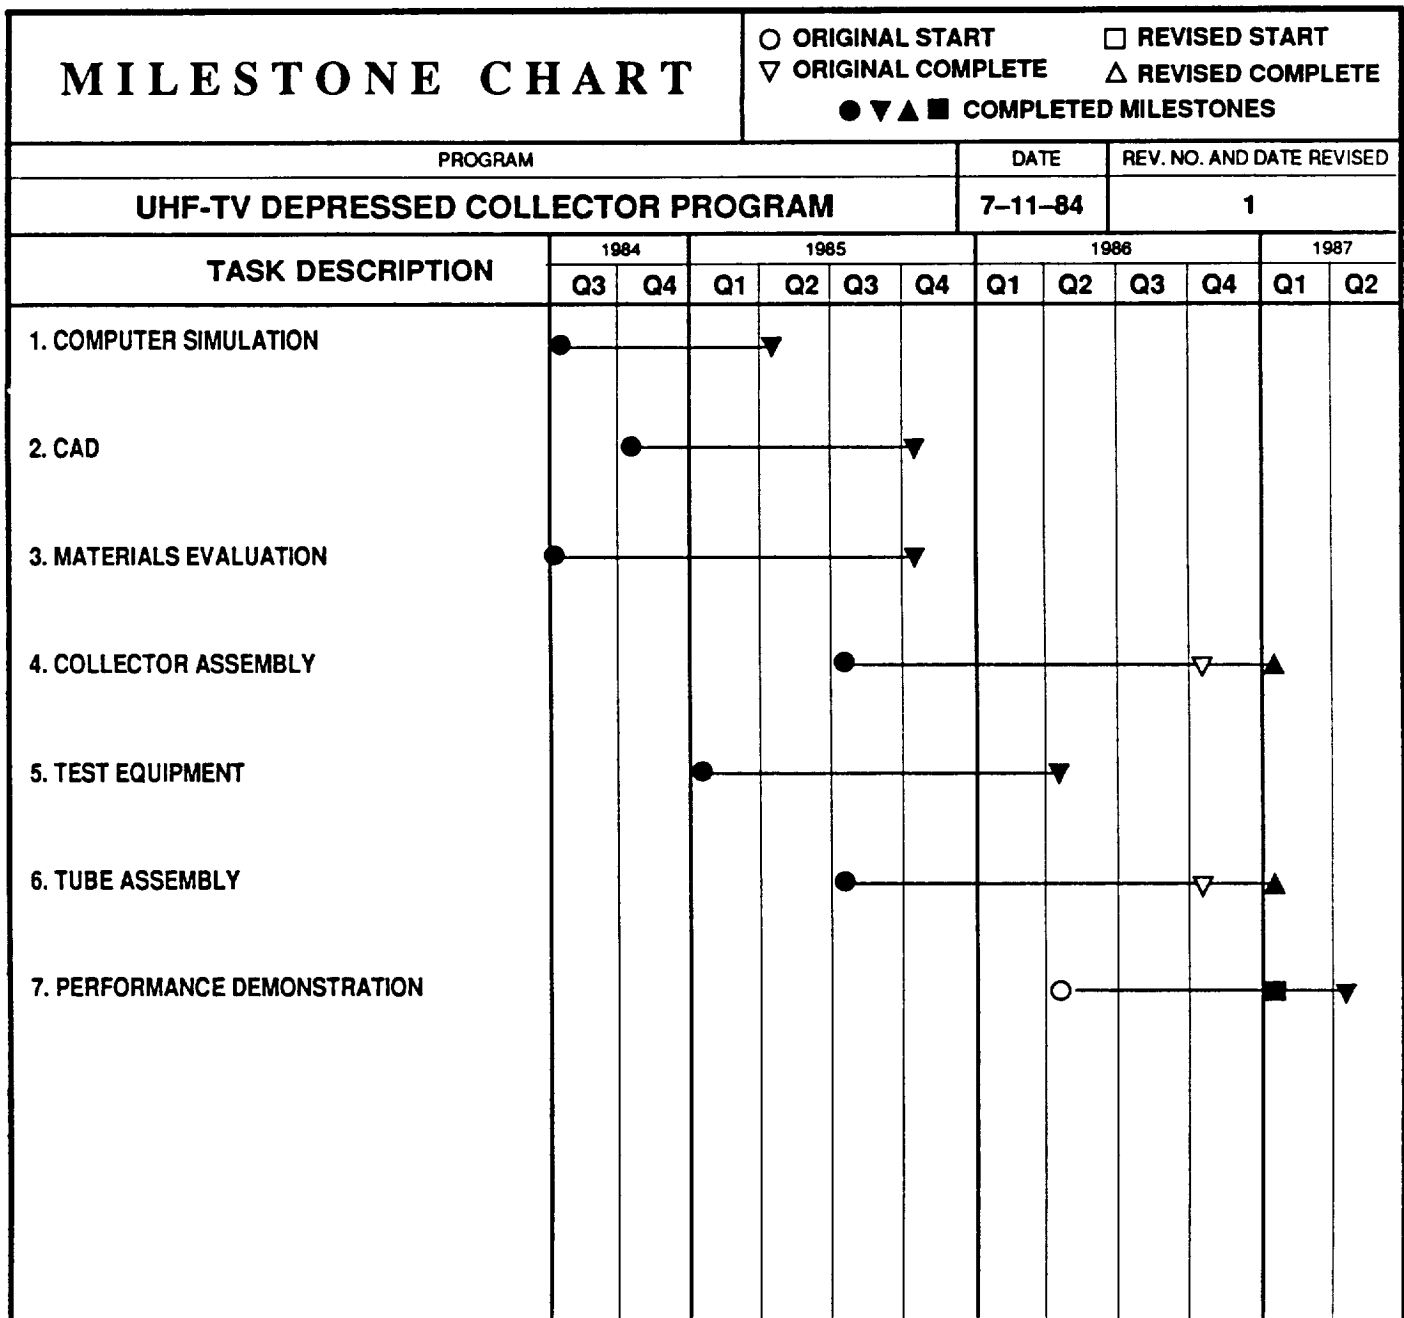 MILESTONE CHART
ORIGINAL START
REVISED START
ORIGINAL COMPLETE
REVISED COMPLETE
COMPLETED MILESTONES
PROGRAM
DATE
REV. NO. AND DATE REVISED
UHF-TV DEPRESSED COLLECTOR PROGRAM
7–11–84
1
TASK DESCRIPTION
1984 1985 1986 1987
Q3 Q4 Q1 Q2 Q3 Q4 Q1 Q2 Q3 Q4 Q1 Q2
1. COMPUTER SIMULATION
2. CAD
3. MATERIALS EVALUATION
4. COLLECTOR ASSEMBLY
5. TEST EQUIPMENT
6. TUBE ASSEMBLY
7. PERFORMANCE DEMONSTRATION